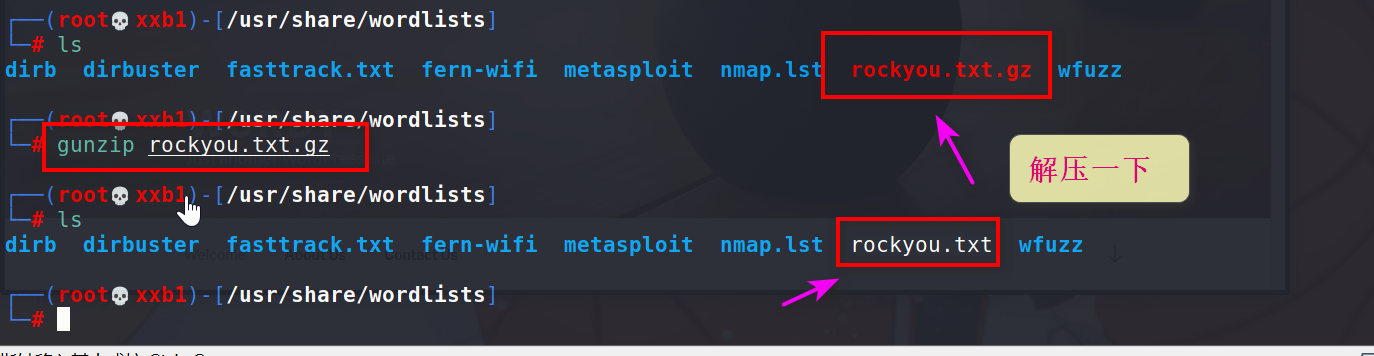 ┌──(root💀xxb1)-[/usr/share/wordlists]
└─# ls
dirb dirbuster fasttrack.txt fern-wifi metasploit nmap.lst rockyou.txt.gz wfuzz
┌──(root💀xxb1)-[/usr/share/wordlists]
└─# gunzip rockyou.txt.gz
解压一下
┌──(root💀xxb1)-[/usr/share/wordlists]
└─# ls
dirb dirbuster fasttrack.txt fern-wifi metasploit nmap.lst rockyou.txt wfuzz
Welcome About Us Contact Us
┌──(root💀xxb1)-[/usr/share/wordlists]
└─#